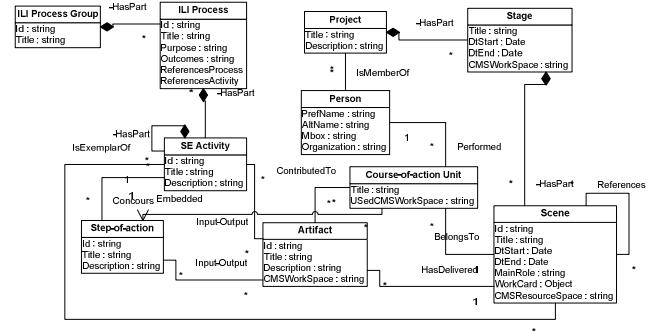 ILI Process Group
Id ; string
Title ; string
-HasPart
*
ILI Process
Id ; string
Title ; string
Purpose : string
Outcomes : string
ReferencesProcess
ReferencesActivity
*
-HasPart
Project
Title : string
Description : string
-HasPart
*
*
*
IsMemberOf
Stage
Title : string
DtStart ; Date
DtEnd ; Date
CMSWorkSpace : string
Person
PrefName : string
AltName : string
Mbox : string
Organization : string
1
*
Performed
-HasPart
IsExemplarOf
*
*
SE Activity
Id : string
Title : string
Description : string
1
*
1
Concours
Embedded
*
ContributedTo
**
Course-of-action Unit
Title : string
USedCMSWorkSpace : string
*
BelongsTo
*
-HasPart
*
References
*
Step-of-action
Id : string
Title : string
Description : string
Input-Output
*
Input-Output
*
*
Artifact
Id : string
Title : string
Description : string
CMSWorkSpace : string
*
*
HasDelivered
1
1
Scene
Id : string
Title : string
DtStart : Date
DtEnd : Date
MainRole : string
WorkCard : Object
CMSResourceSpace : string
*